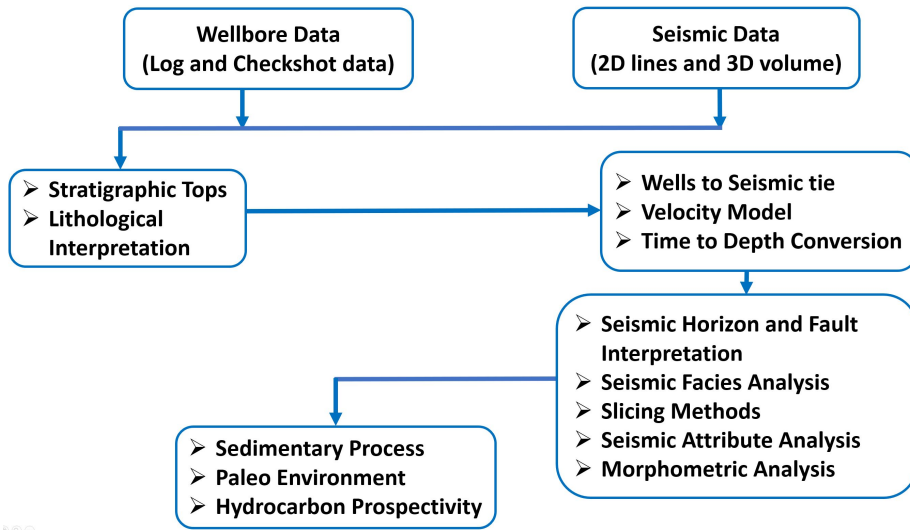 Wellbore Data
(Log and Checkshot data)
Seismic Data
(2D lines and 3D volume)
➢ Stratigraphic Tops
➢ Lithological
Interpretation
➢ Wells to Seismic tie
➢ Velocity Model
➢ Time to Depth Conversion
➢ Seismic Horizon and Fault
Interpretation
➢ Seismic Facies Analysis
➢ Slicing Methods
➢ Seismic Attribute Analysis
➢ Morphometric Analysis
➢ Sedimentary Process
➢ Paleo Environment
➢ Hydrocarbon Prospectivity